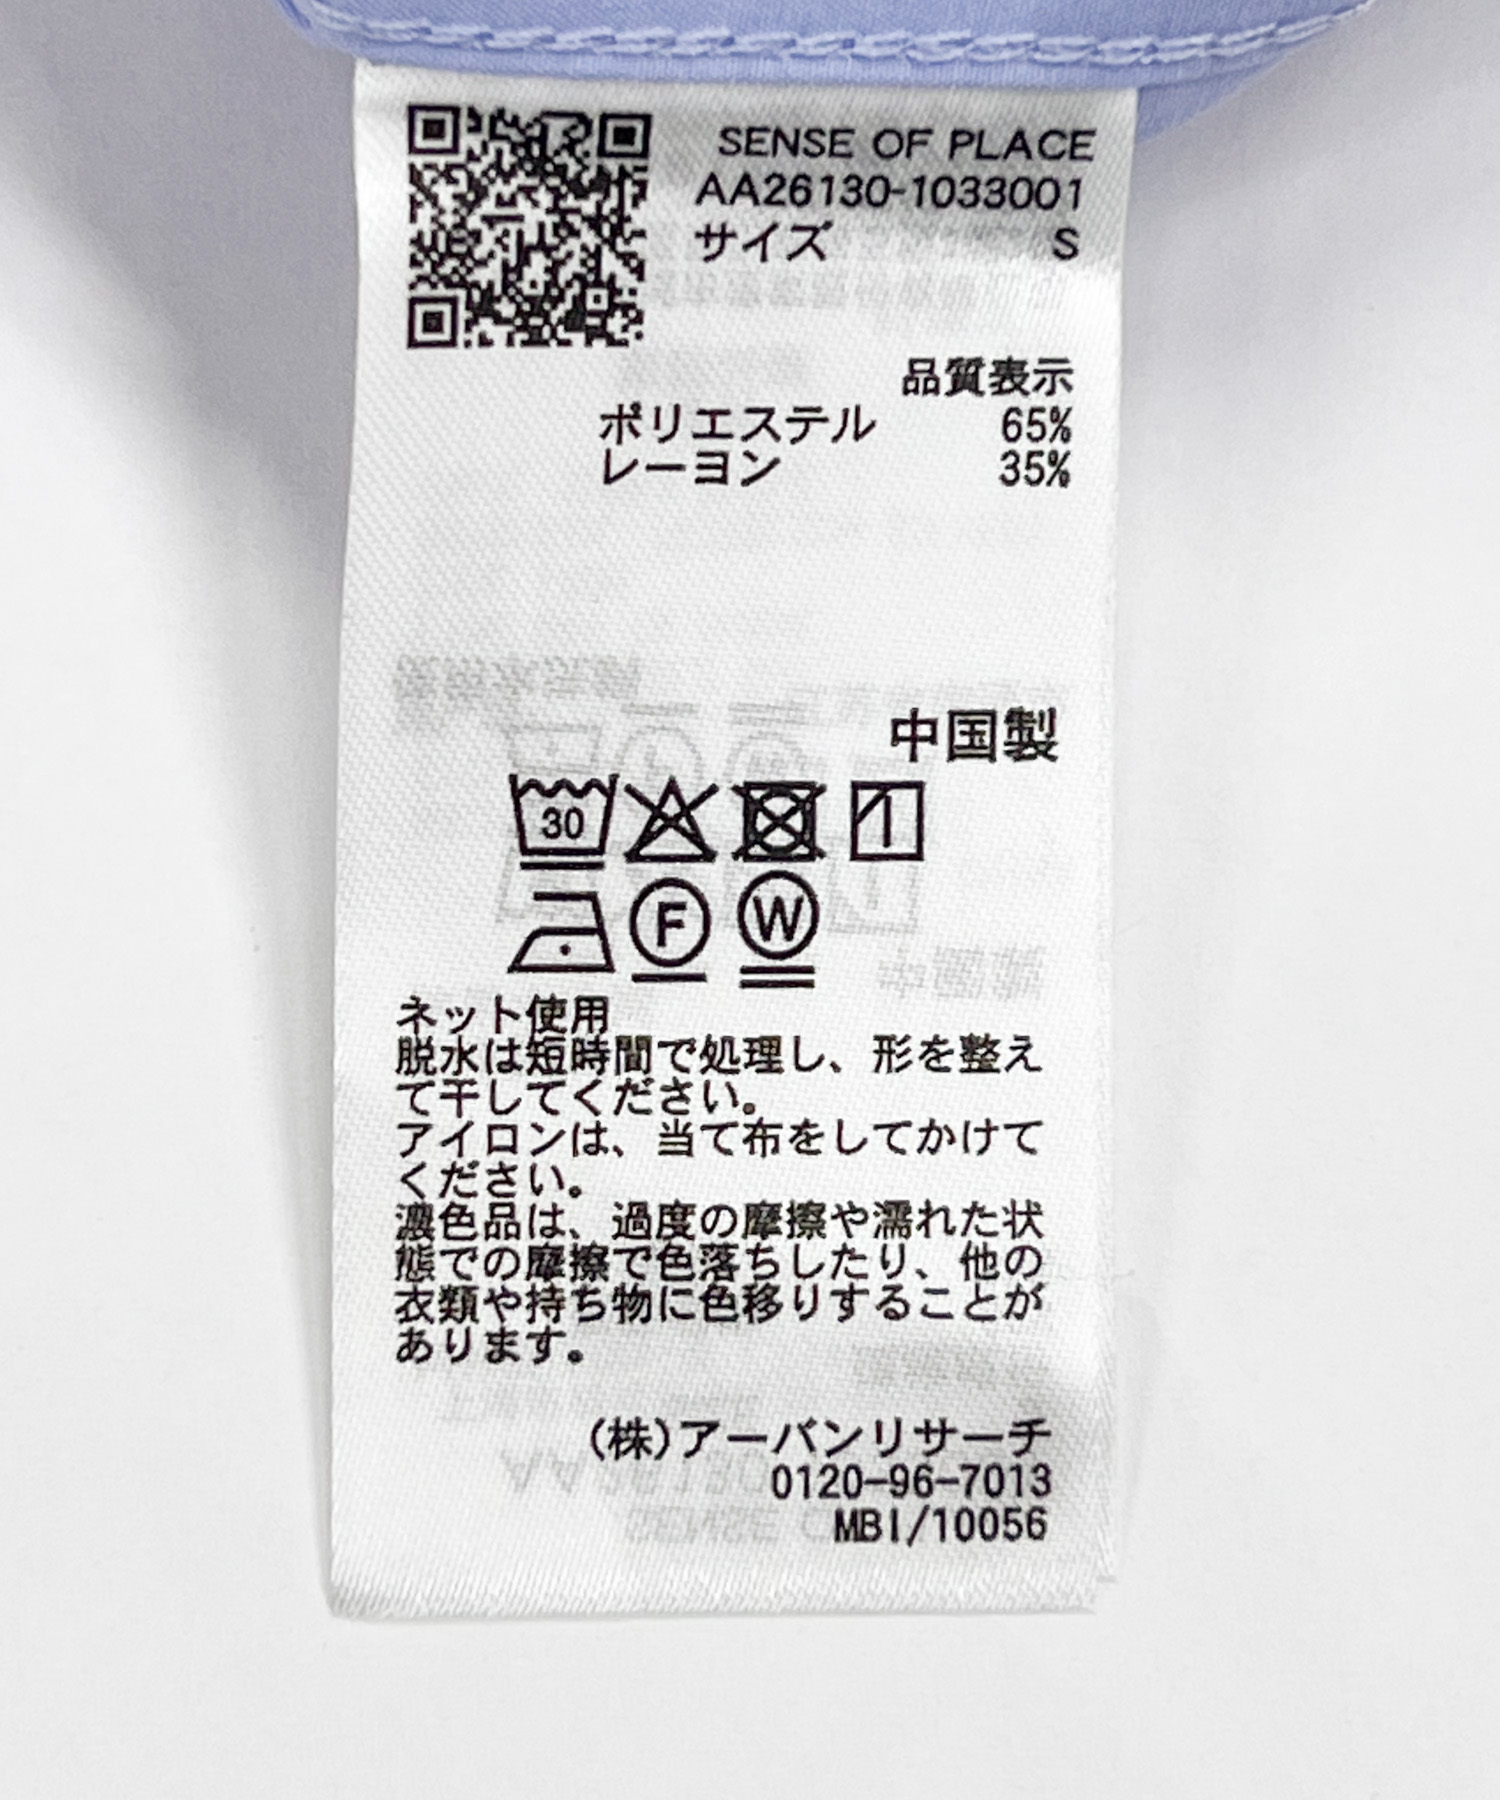 SENSE OF PLACE
AA26130-1033001
サイズ S
品質表示
ポリエステル 65%
レーヨン 35%
中国製
30
F W
ネット使用
脱水は短時間で処理し、形を整え
て干してください。
アイロンは、当て布をしてかけて
ください。
濃色品は、過度の摩擦や濡れた状
態での摩擦で色落ちしたり、他の
衣類や持ち物に色移りすることが
あります。
(株)アーバンリサーチ
0120-96-7013
MBI/10056